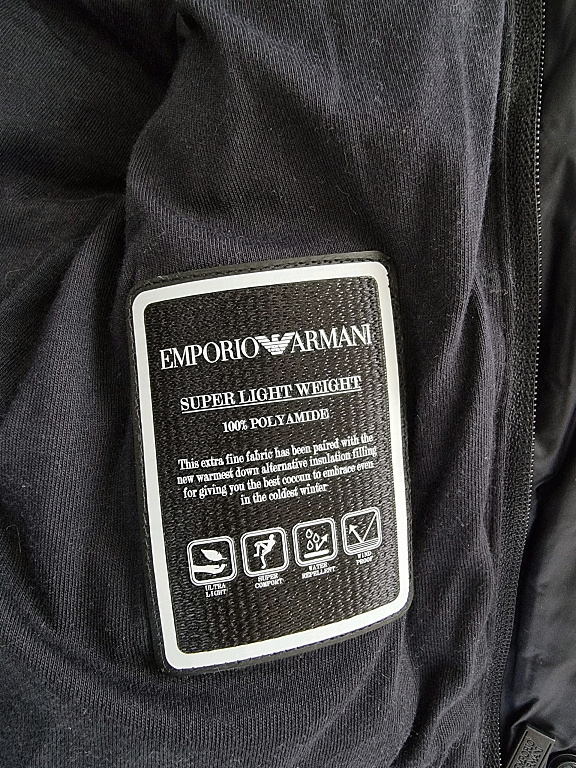 EMPORIO ARMANI
SUPER LIGHT WEIGHT
100% POLYAMIDE
This extra fine fabric has been paired with the
new warmest down alternative insulation filling
for giving you the best cocoun to embrace even
in the coldest winter
ULTRA LIGHT
SUPER COMFORT
WATER REPELLENT
WIND PROOF